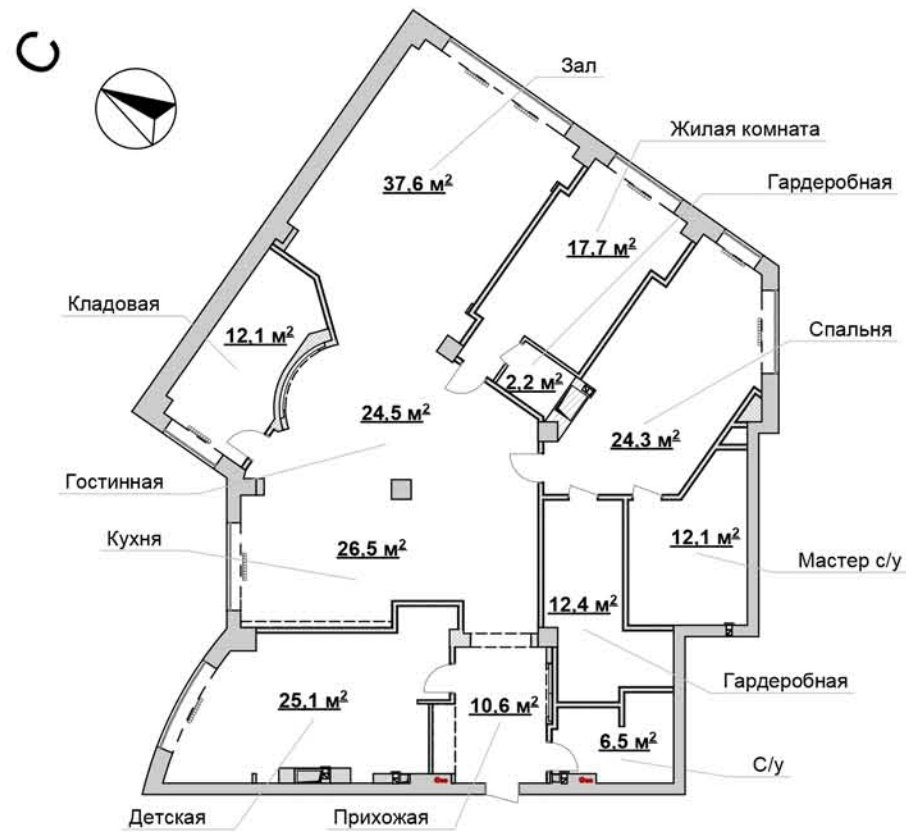 С
Зал
Жилая комната
37,6 м²
Гардеробная
17,7 м²
Кладовая
12,1 м²
Спальня
2,2 м²
24,5 м²
24,3 м²
Гостинная
Кухня
26,5 м²
12,1 м²
Мастер с/у
12,4 м²
Гардеробная
25,1 м²
10,6 м²
6,5 м²
С/у
Детская
Прихожая